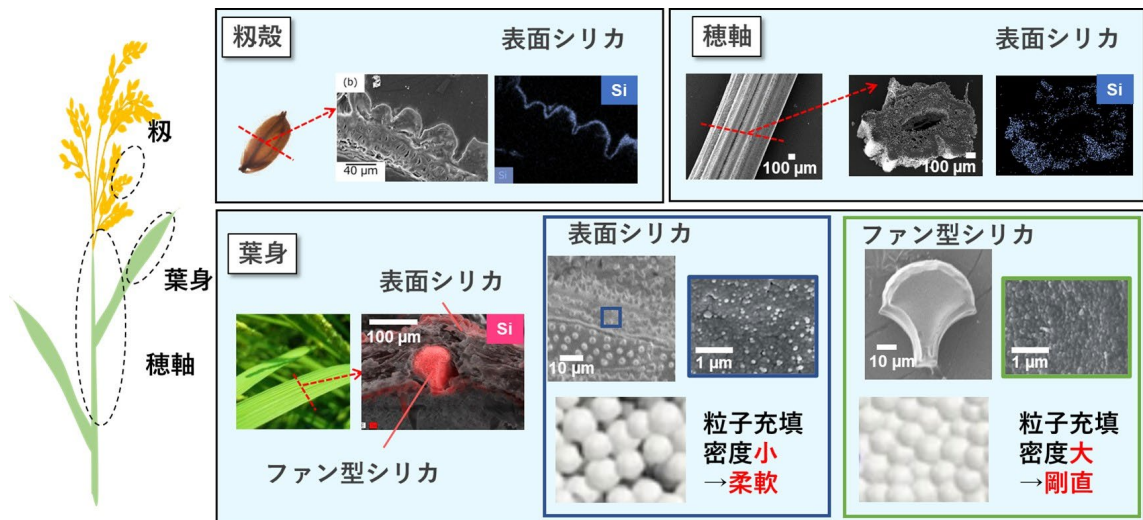 籾
葉身
穂軸
籾殻
表面シリカ
(b)
40 μm
Si
Si
穂軸
表面シリカ
100 μm
100 μm
Si
葉身
表面シリカ
100 μm
Si
ファン型シリカ
表面シリカ
10 μm
1 μm
粒子充填
密度小
→柔軟
ファン型シリカ
10 μm
1 μm
粒子充填
密度大
→剛直